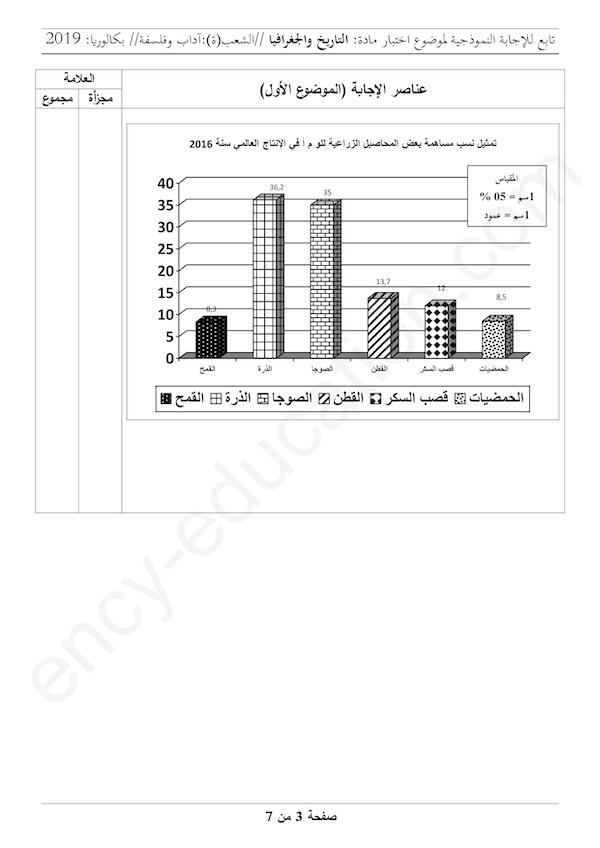 تابع للإجابة النموذجية لموضوع اختبار مادة: التاريخ والجغرافيا //الشعب(ة):آداب وفلسفة// بكالوريا: 2019
عناصر الإجابة (الموضوع الأول)
العلامة
مجزأة
مجموع
تمثيل نسب مساهمة بعض المحاصيل الزراعية للو م أ في الإنتاج العالمي سنة 2016
المقياس
1سم = 05 %
1سم = عمود
40
35
30
25
20
15
10
5
0
8,3
36,2
35
13,7
12
8,5
القمح
الذرة
الصوجا
القطن
قصب السكر
الحمضيات
القمح
الذرة
الصوجا
القطن
قصب السكر
الحمضيات
ency-education.com
صفحة 3 من 7